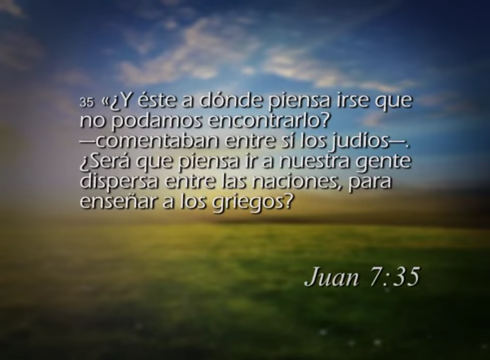 35 «¿Y éste a dónde piensa irse que
no podamos encontrarlo?
—comentaban entre sí los judíos—.
¿Será que piensa ir a nuestra gente
dispersa entre las naciones, para
enseñar a los griegos?
Juan 7:35